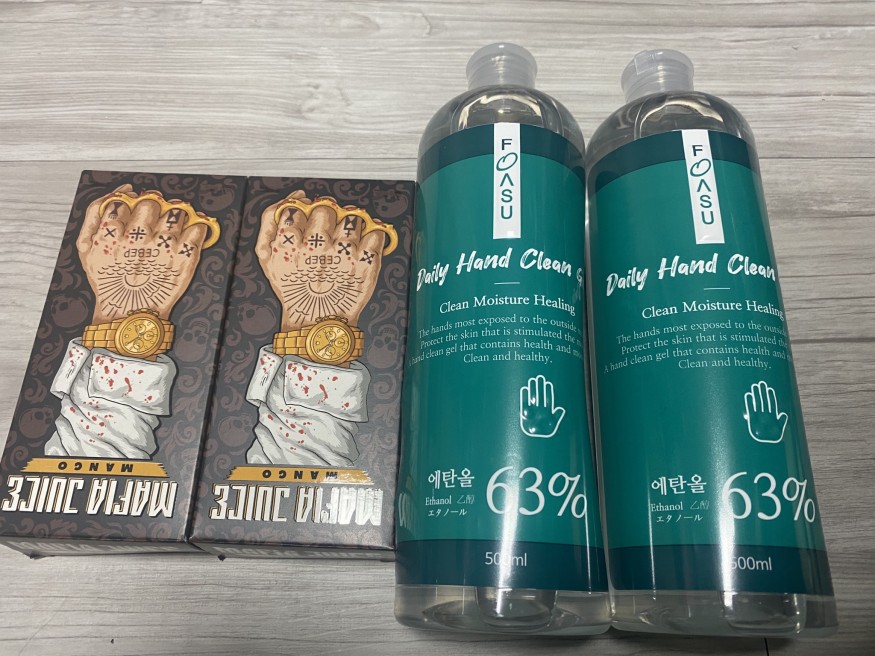 СЕВЕР
СЕВЕР
MANGO
MAFIA JUICE
MANGO
MAFIA JUICE
FOASU
Daily Hand Clean
Clean Moisture Healing
The hands most exposed to the outside
Protect the skin that is stimulated the
A hand clean gel that contains health and
Clean and healthy.
에탄올
Ethanol 乙醇
エタノール
63%
500ml
FOASU
Daily Hand Clean
Clean Moisture Healing
The hands most exposed to the outside
Protect the skin that is stimulated the
A hand clean gel that contains health and
Clean and healthy.
에탄올
Ethanol 乙醇
エタノール
63%
500ml